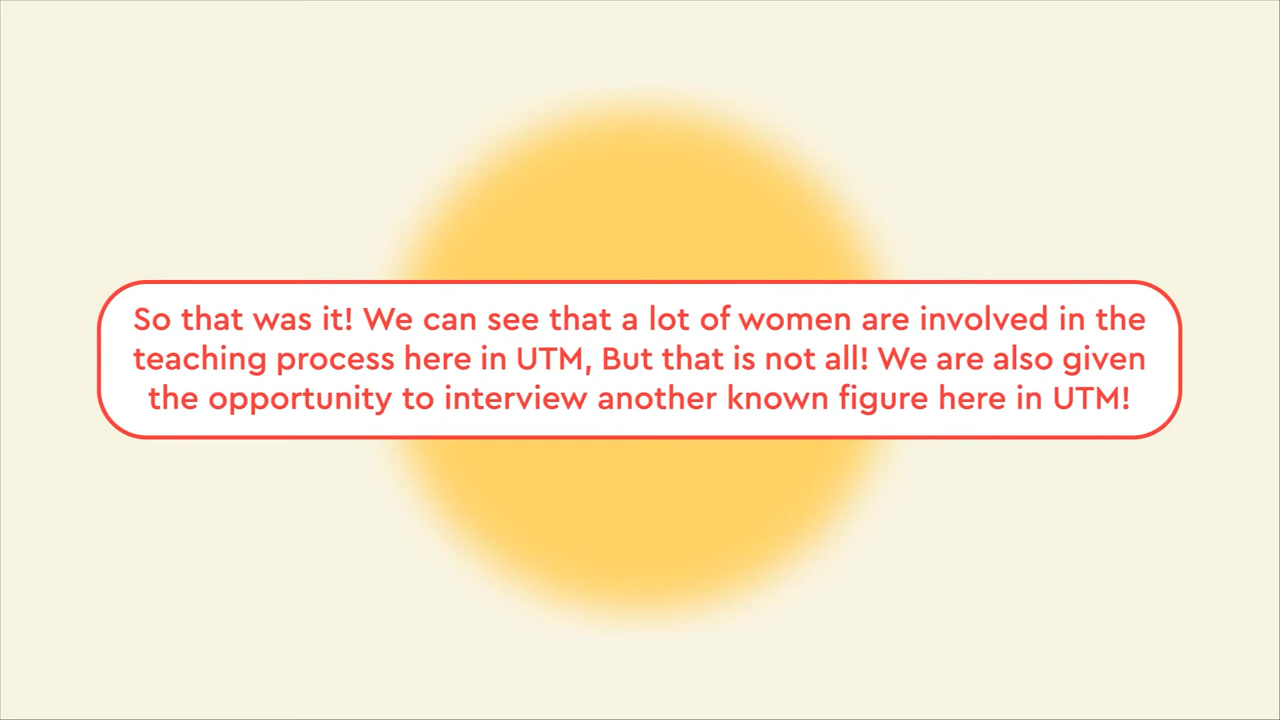 So that was it! We can see that a lot of women are involved in the
teaching process here in UTM, But that is not all! We are also given
the opportunity to interview another known figure here in UTM!